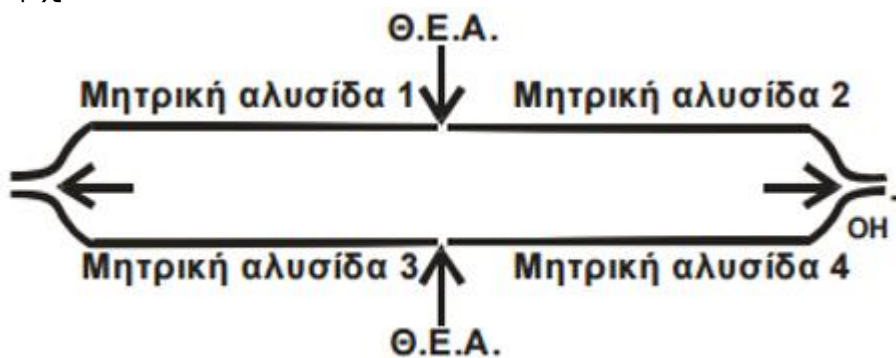 Θ.Ε.Α.
Μητρική αλυσίδα 1 Μητρική αλυσίδα 2
OH
Μητρική αλυσίδα 3 Μητρική αλυσίδα 4
Θ.Ε.Α.